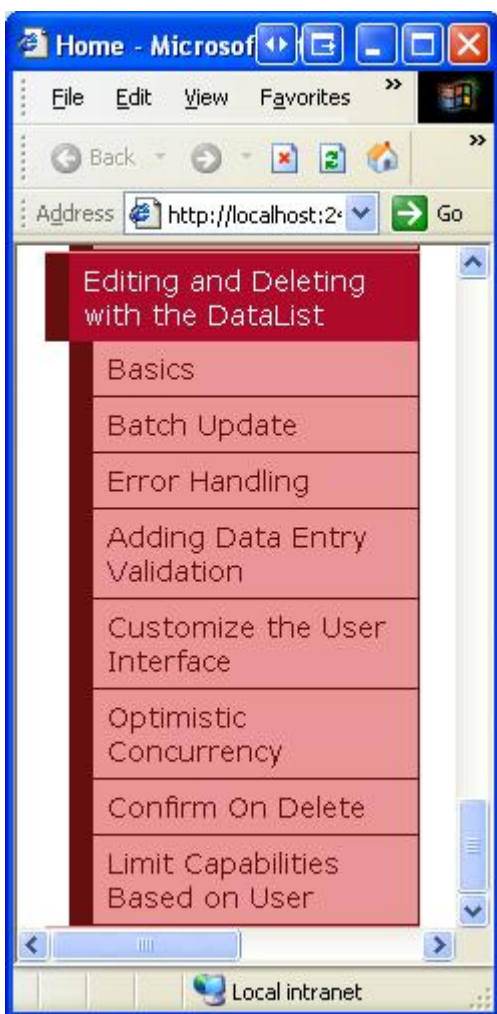 Home - Microsof
File Edit View Favorites »
Back »
Address http://localhost:2 Go
Editing and Deleting
with the DataList
Basics
Batch Update
Error Handling
Adding Data Entry
Validation
Customize the User
Interface
Optimistic
Concurrency
Confirm On Delete
Limit Capabilities
Based on User
Local intranet